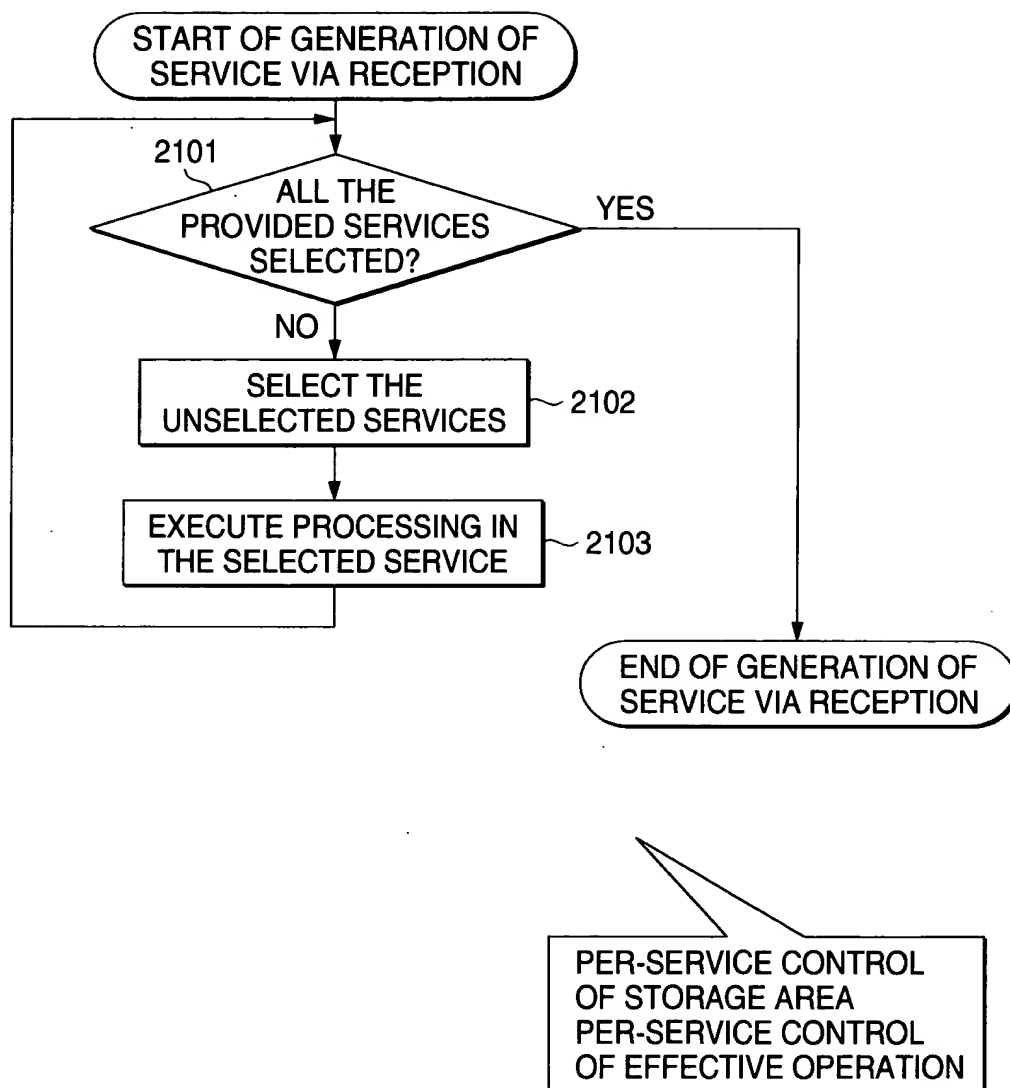 START OF GENERATION OF
SERVICE VIA RECEPTION
2101
ALL THE
PROVIDED SERVICES
SELECTED?
YES
NO
SELECT THE
UNSELECTED SERVICES
2102
EXECUTE PROCESSING IN
THE SELECTED SERVICE
2103
END OF GENERATION OF
SERVICE VIA RECEPTION
PER-SERVICE CONTROL
OF STORAGE AREA
PER-SERVICE CONTROL
OF EFFECTIVE OPERATION